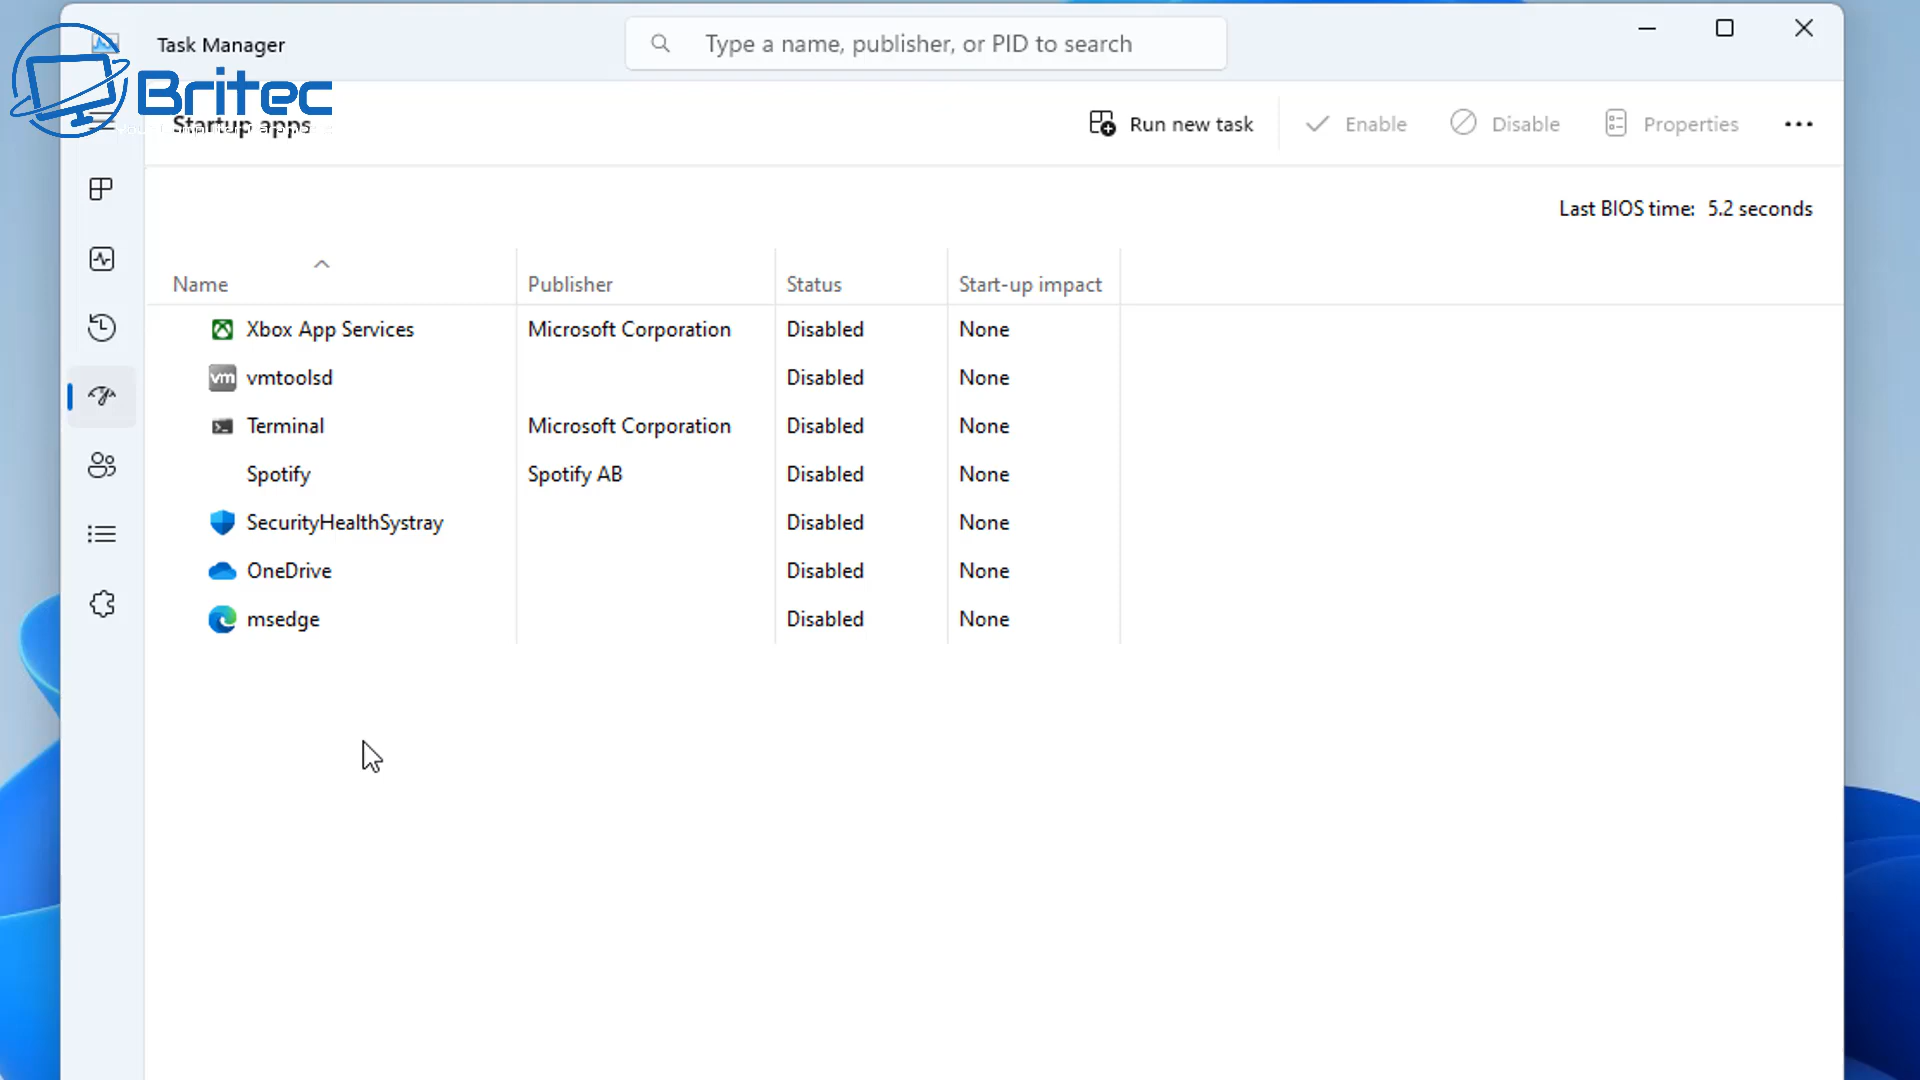 Task Manager
Type a name, publisher, or PID to search
Britec
Startup apps
Run new task
Enable
Disable
Properties
Last BIOS time: 5.2 seconds
Name
Publisher
Status
Start-up impact
Xbox App Services Microsoft Corporation Disabled None
vm vmtoolsd Disabled None
Terminal Microsoft Corporation Disabled None
Spotify Spotify AB Disabled None
SecurityHealthSystray Disabled None
OneDrive Disabled None
msedge Disabled None